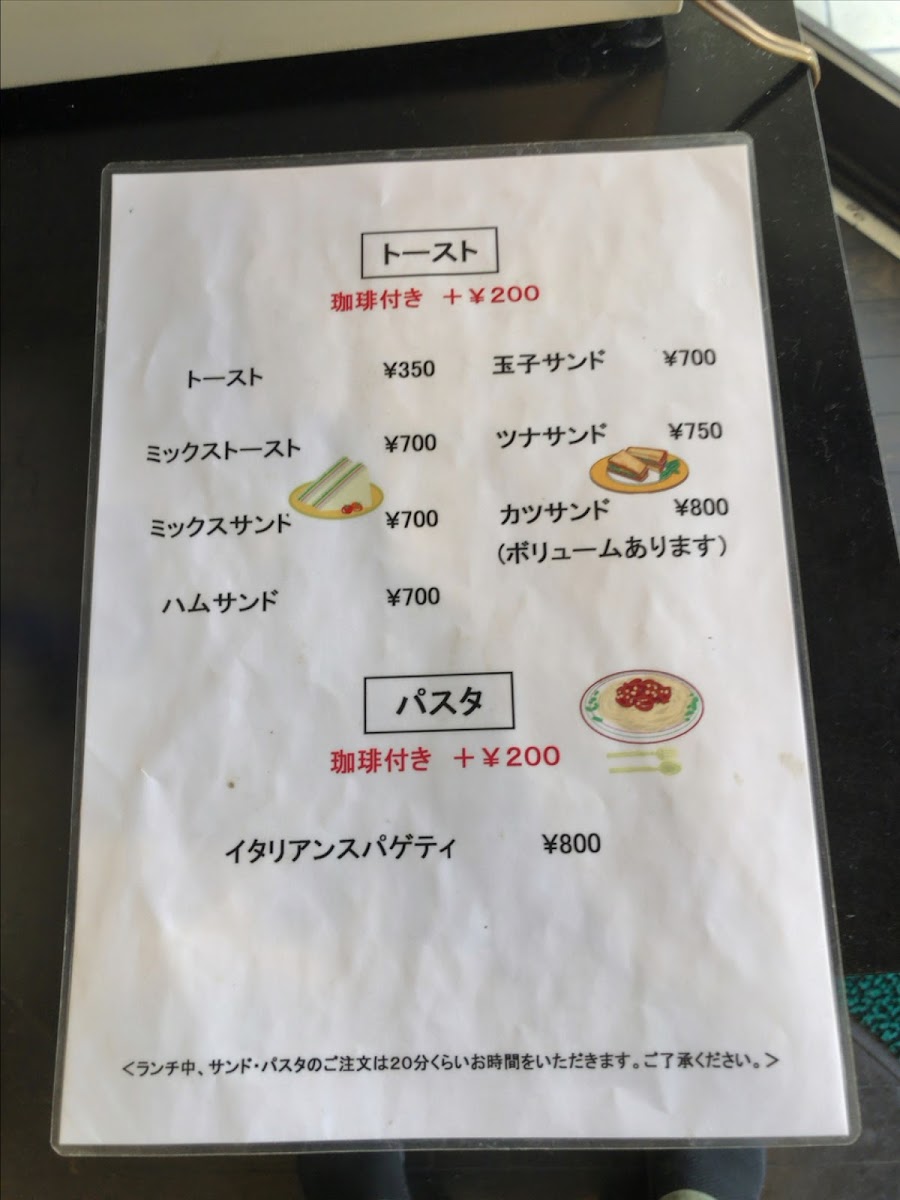 トースト
珈琲付き ＋￥200
トースト ¥350
ミックストースト ¥700
ミックスサンド ¥700
ハムサンド ¥700
玉子サンド ¥700
ツナサンド ¥750
カツサンド ¥800
(ボリュームあります)
パスタ
珈琲付き ＋￥200
イタリアンスパゲティ ¥800
＜ランチ中、サンド・パスタのご注文は20分くらいお時間をいただきます。ご了承ください。＞